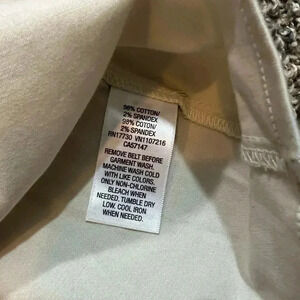 98% COTTON/
2% SPANDEX
98% COTON/
2% SPANDEX
RN17730 VN1107216
CA57147
REMOVE BELT BEFORE
GARMENT WASH.
MACHINE WASH COLD
WITH LIKE COLORS.
ONLY NON-CHLORINE
BLEACH WHEN
NEEDED. TUMBLE DRY
LOW. COOL IRON
WHEN NEEDED.